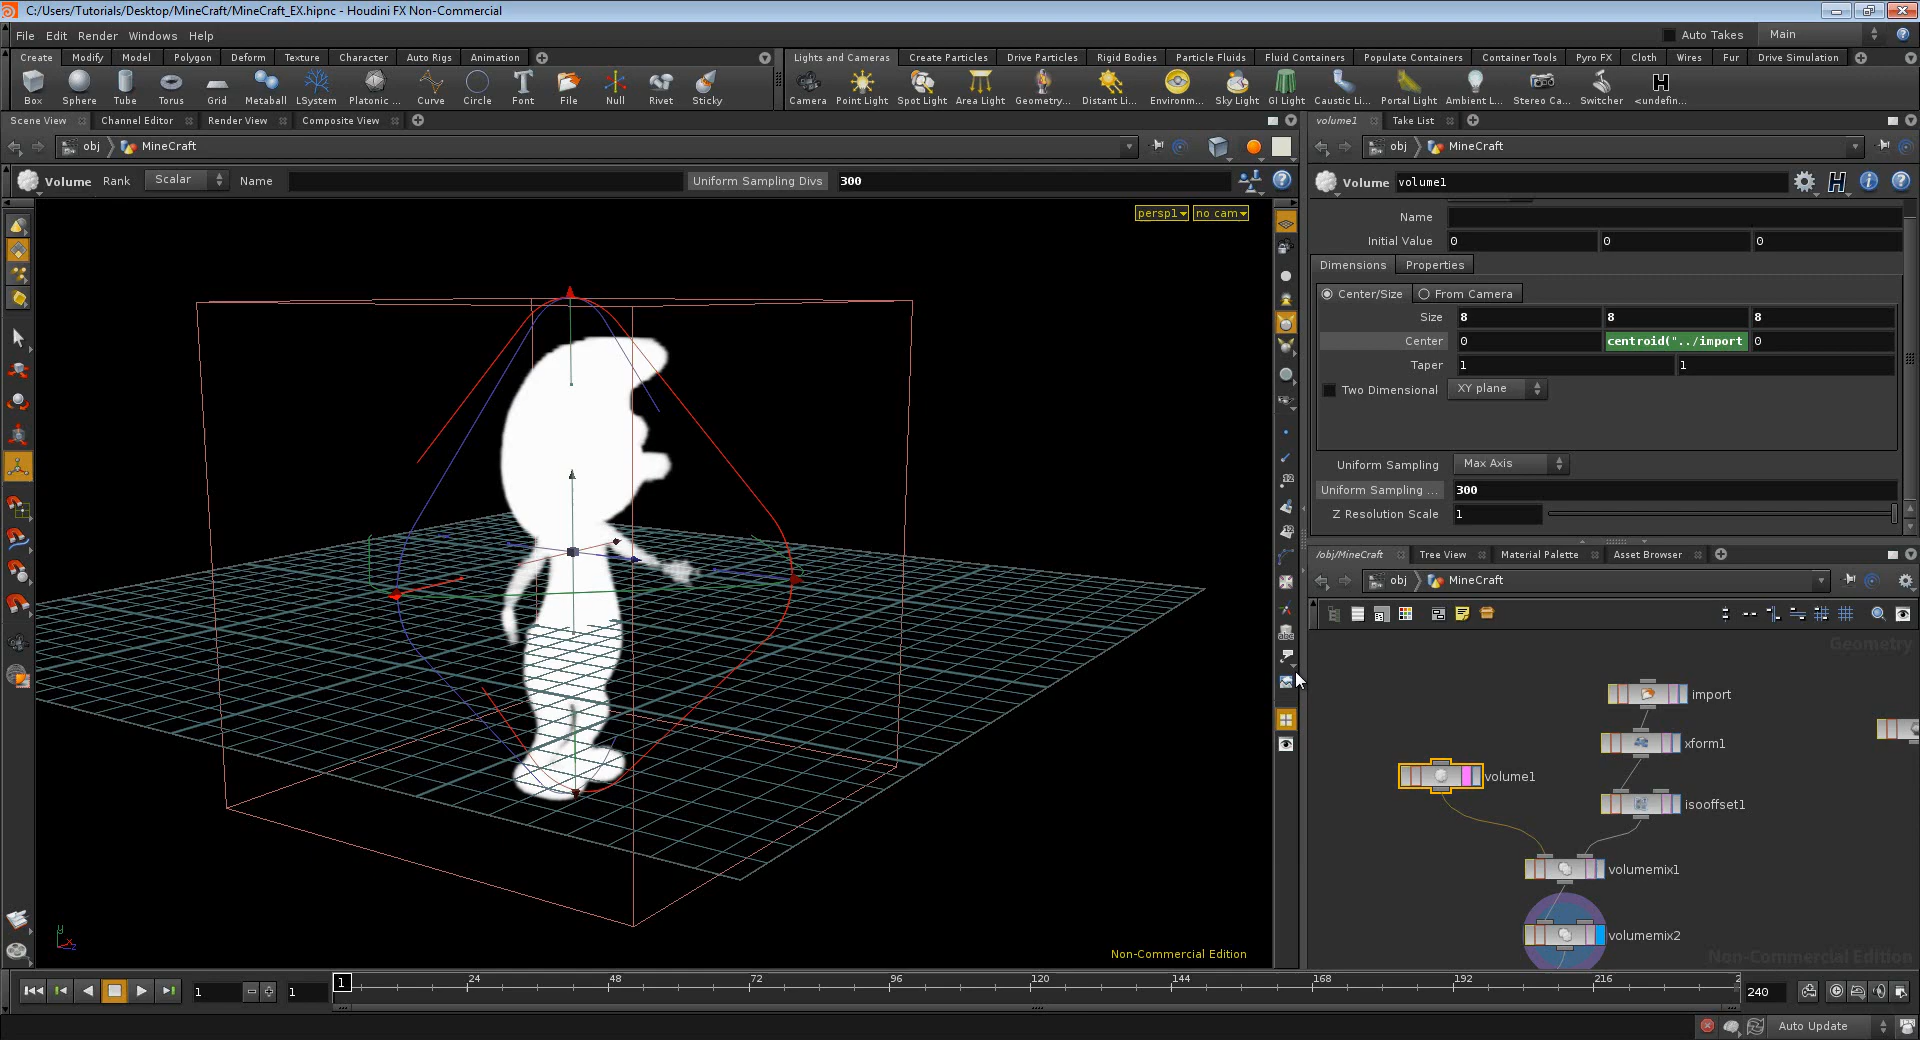 C:/Users/Tutorials/Desktop/MineCraft/MineCraft_EX.hipnc - Houdini FX Non-Commercial
File Edit Render Windows Help
Auto Takes Main
Create Modify Model Polygon Deform Texture Character Auto Rigs Animation
Lights and Cameras Create Particles Drive Particles Rigid Bodies Particle Fluids Fluid Containers Populate Containers Container Tools Pyro FX Cloth Wires Fur Drive Simulation
Box Sphere Tube Torus Grid Metaball LSystem Platonic ... Curve Circle Font File Null Rivet Sticky
Camera Point Light Spot Light Area Light Geometry... Distant Li... Environm... Sky Light GI Light Caustic Li... Portal Light Ambient L... Stereo Ca... Switcher <undefin...
Scene View Channel Editor Render View Composite View
volume1 Take List
obj MineCraft
obj MineCraft
Volume Rank Scalar Name Uniform Sampling Divs 300
Volume volume1
persp1 no cam
Name
Initial Value 0 0 0
Dimensions Properties
Center/Size From Camera
Size 8 8 8
Center 0 centroid("../import 0
Taper 1 1
Two Dimensional XY plane
Uniform Sampling Max Axis
Uniform Sampling ... 300
Z Resolution Scale 1
/obj/MineCraft Tree View Material Palette Asset Browser
obj MineCraft
Geometry
import
xform1
volume1
isooffset1
volumemix1
volumemix2
Non-Commercial Edition
Non-Commercial Edition
1 1 1 24 48 72 96 120 144 168 192 216 2 240
Auto Update